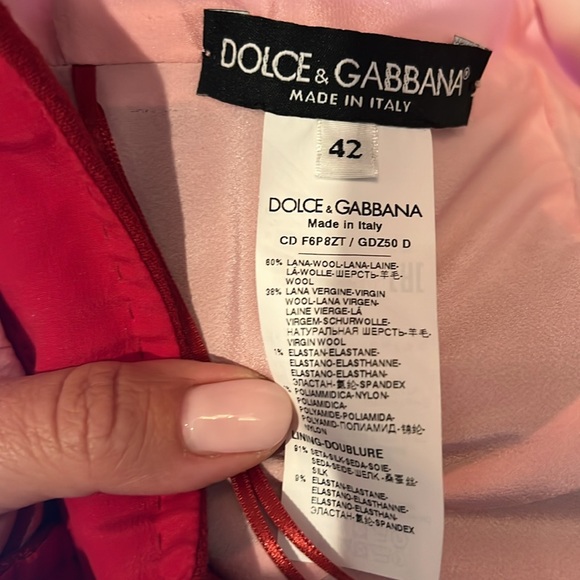 DOLCE & GABBANA®
MADE IN ITALY
42
DOLCE & GABBANA
Made in Italy
CD F6P8ZT / GDZ50 D
60% LANA-WOOL-LANA-LAINE-
LÃ-WOLLE-ШЕРСТЬ-羊毛-
WOOL
38% LANA VERGINE-VIRGIN
WOOL-LANA VIRGEN-
LAINE VIERGE-LÃ
VIRGEM-SCHURWOLLE-
НАТУРАЛЬНАЯ ШЕРСТЬ-羊毛-
VIRGIN WOOL
1% ELASTAN-ELASTANE-
ELASTANO-ELASTHANNE-
ELASTANO-ELASTHAN-
ЭЛАСТАН-氨纶-SPANDEX
% POLIAMMIDICA-NYLON-
POLIAMIDICA-
POLYAMIDE-POLIAMIDA-
POLYAMID-ПОЛИАМИД-锦纶-
NYLON
LINING-DOUBLURE
91% SETA-SILK-SEDA-SOIE-
SEDA-SEIDE-ШЕЛК-桑蚕丝-
SILK
9% ELASTAN-ELASTANE-
ELASTANO-ELASTHANNE-
ELASTANO-ELASTHAN-
ЭЛАСТАН-氨纶-SPANDEX